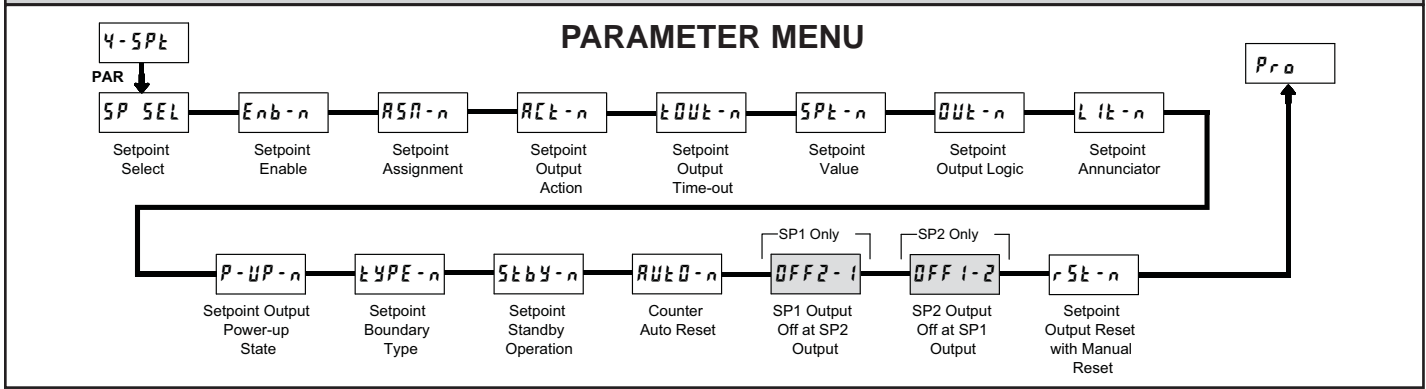 PARAMETER MENU
4-SPt
PAR
Pro
SP SEL
Enb-n
ASN-n
ACt-n
tOUt-n
SPt-n
OUt-n
LIt-n
Setpoint
Select
Setpoint
Enable
Setpoint
Assignment
Setpoint
Output
Action
Setpoint
Output
Time-out
Setpoint
Value
Setpoint
Output Logic
Setpoint
Annunciator
SP1 Only
SP2 Only
P-UP-n
tYPE-n
StbY-n
AUtO-n
OFF2-1
OFF1-2
rSt-n
Setpoint Output
Power-up
State
Setpoint
Boundary
Type
Setpoint
Standby
Operation
Counter
Auto Reset
SP1 Output
Off at SP2
Output
SP2 Output
Off at SP1
Output
Setpoint
Output Reset
with Manual
Reset